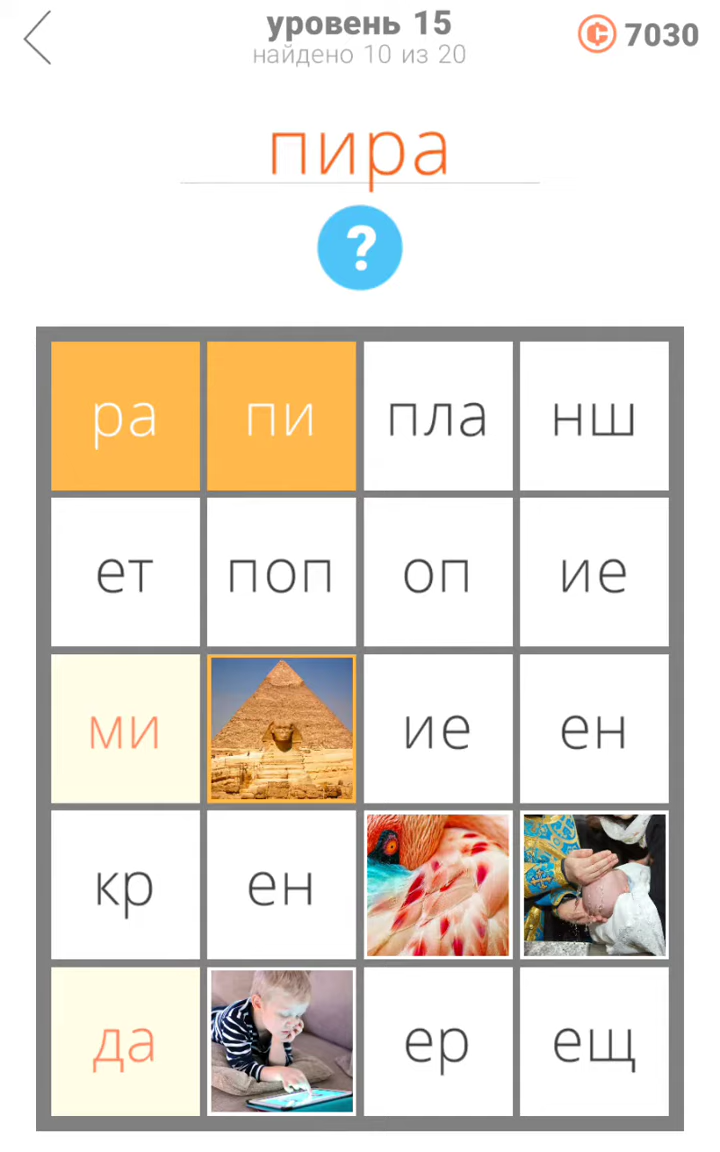 уровень 15
найдено 10 из 20
7030
пира
?
ра пи пла нш
ет поп оп ие
ми ие ен
кр ен
да ер ещ